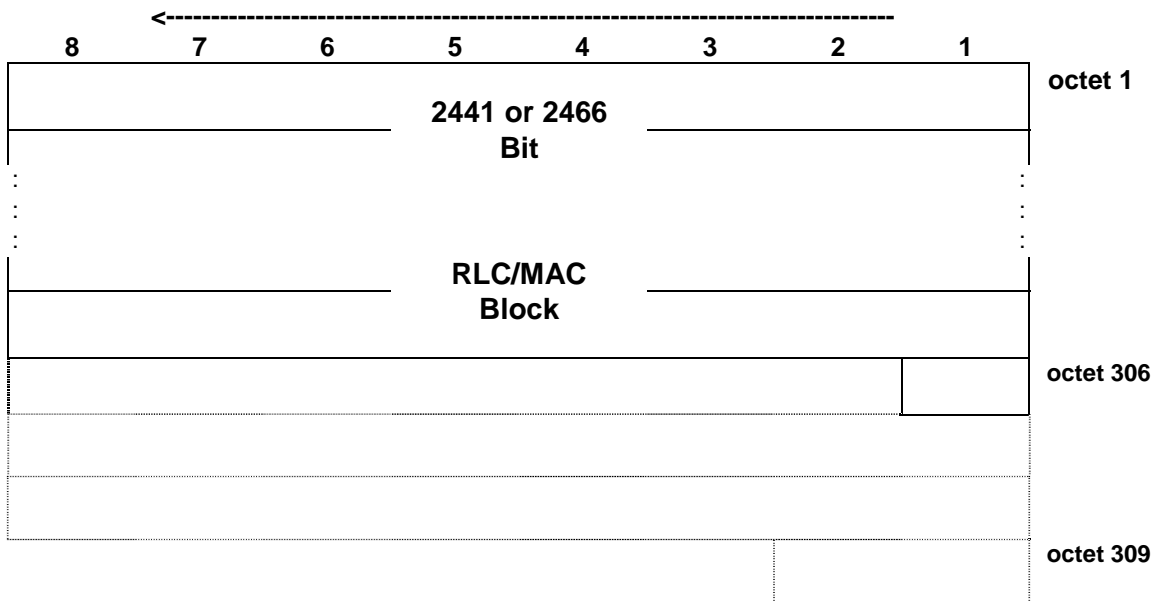 <---------------------------------------------------------------------------------
8 7 6 5 4 3 2 1
octet 1
2441 or 2466
Bit
: :
: :
: :
RLC/MAC
Block
octet 306
octet 309